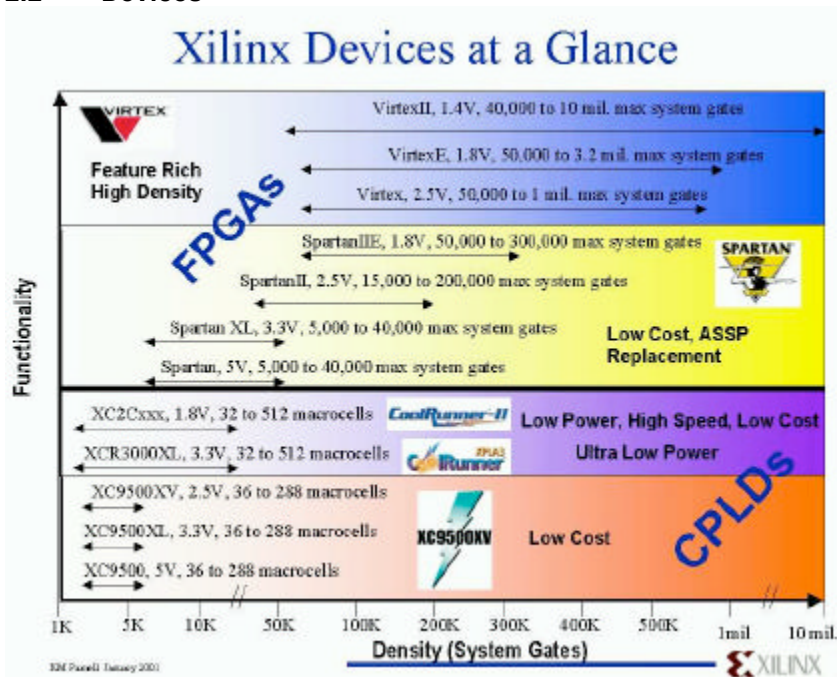 Xilinx Devices at a Glance
VIRTEX
Feature Rich
High Density
FPGAs
VirtexII, 1.4V, 40,000 to 10 mil. max system gates
VirtexE, 1.8V, 50,000 to 3.2 mil. max system gates
Virtex, 2.5V, 50,000 to 1 mil. max system gates
SpartanIIE, 1.8V, 50,000 to 300,000 max system gates
SPARTAN
SpartanII, 2.5V, 15,000 to 200,000 max system gates
Spartan XL, 3.3V, 5,000 to 40,000 max system gates
Low Cost, ASSP
Replacement
Spartan, 5V, 5,000 to 40,000 max system gates
Functionality
XC2Cxxx, 1.8V, 32 to 512 macrocells
CoolRunner-II
Low Power, High Speed, Low Cost
XCR3000XL, 3.3V, 32 to 512 macrocells
CoolRunner
Ultra Low Power
CPLDs
XC9500XV, 2.5V, 36 to 288 macrocells
XC9500XL, 3.3V, 36 to 288 macrocells
XC9500XV
Low Cost
XC9500, 5V, 36 to 288 macrocells
1K 5K 10K // 50K 100K 200K 300K 400K 500K 1mil // 10 mil.
Density (System Gates)
January 2001
XILINX